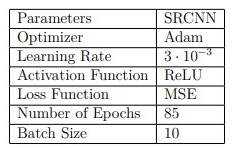 Parameters SRCNN
Optimizer Adam
Learning Rate 3 · 10⁻³
Activation Function ReLU
Loss Function MSE
Number of Epochs 85
Batch Size 10